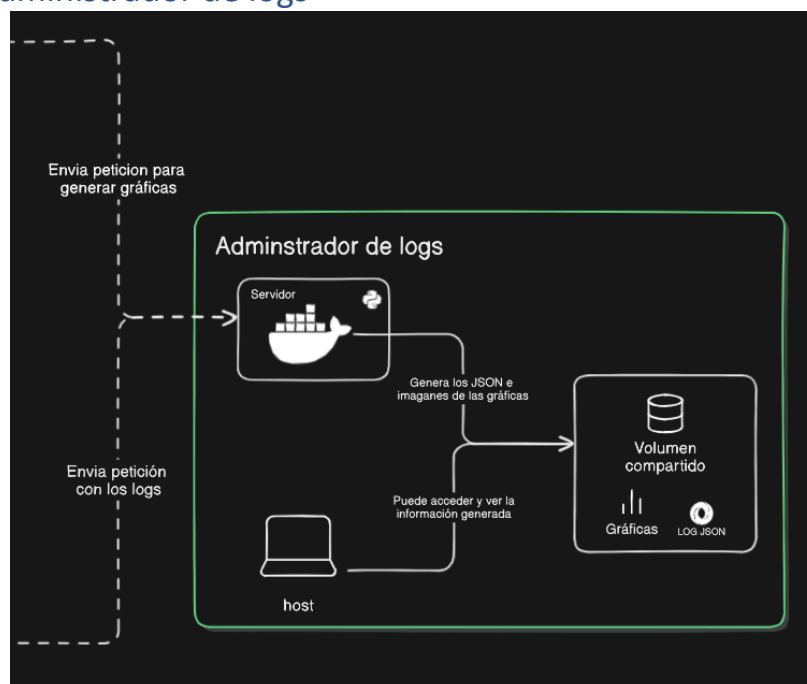 administrador de logs
Envia peticion para
generar gráficas
Adminstrador de logs
Servidor
Genera los JSON e
imaganes de las gráficas
Volumen
compartido
Envia petición
con los logs
Puede acceder y ver la
información generada
Gráficas
LOG JSON
host